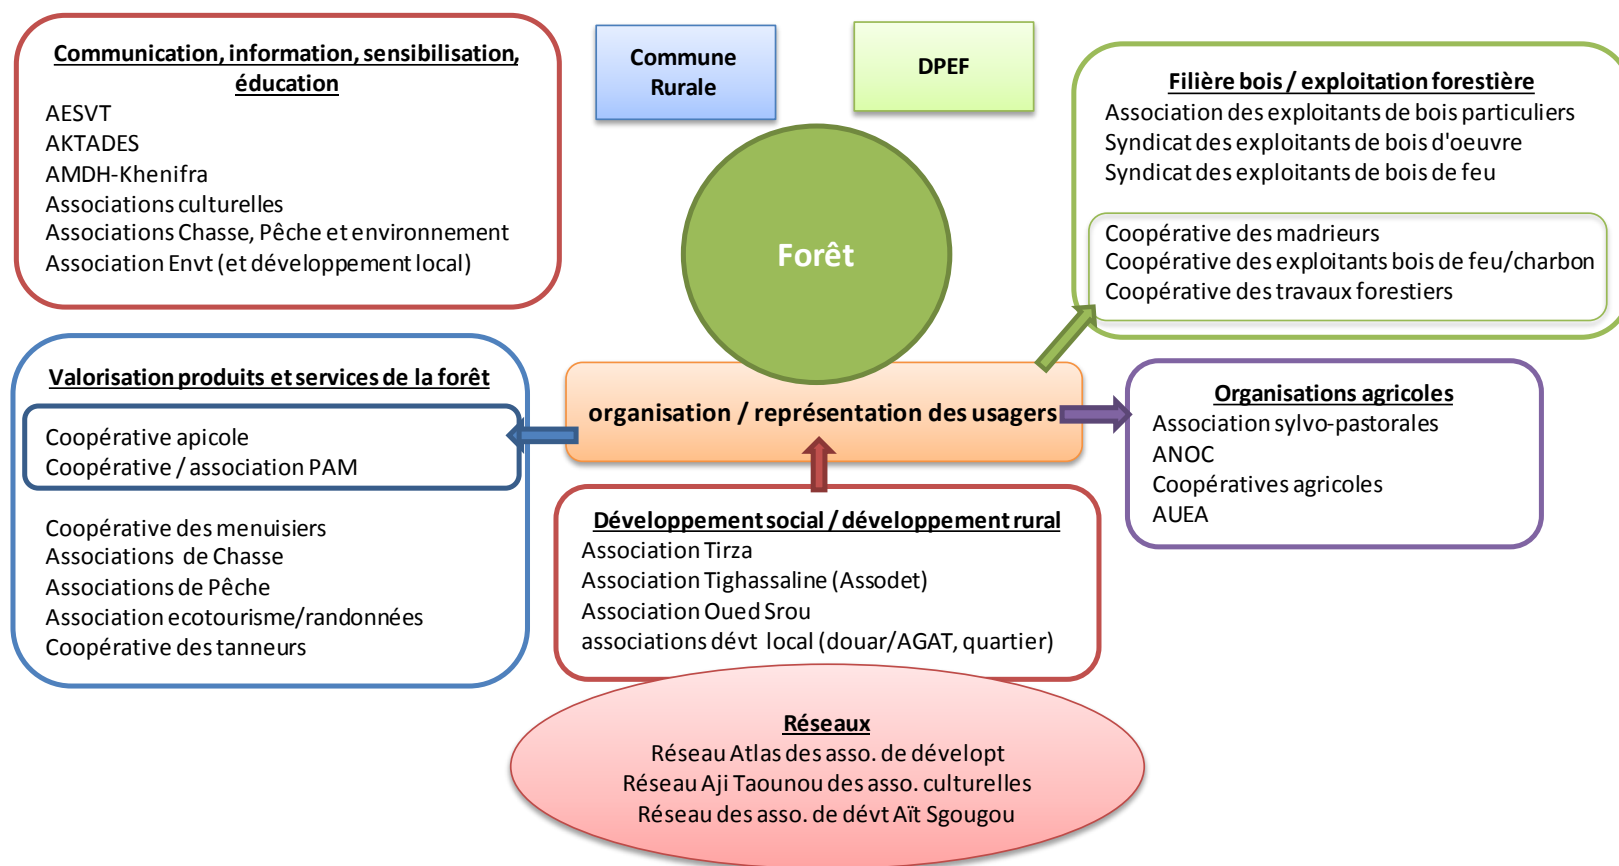 Communication, information, sensibilisation,
éducation
AESVT
AKTADES
AMDH-Khenifra
Associations culturelles
Associations Chasse, Pêche et environnement
Association Envt (et développement local)
Commune
Rurale
DPEF
Filière bois / exploitation forestière
Association des exploitants de bois particuliers
Syndicat des exploitants de bois d'oeuvre
Syndicat des exploitants de bois de feu
Coopérative des madrieurs
Coopérative des exploitants bois de feu/charbon
Coopérative des travaux forestiers
Forêt
Valorisation produits et services de la forêt
Coopérative apicole
Coopérative / association PAM
Coopérative des menuisiers
Associations de Chasse
Associations de Pêche
Association ecotourisme/randonnées
Coopérative des tanneurs
organisation / représentation des usagers
Organisations agricoles
Association sylvo-pastorales
ANOC
Coopératives agricoles
AUEA
Développement social / développement rural
Association Tirza
Association Tighassaline (Assodet)
Association Oued Srou
associations dévt local (douar/AGAT, quartier)
Réseaux
Réseau Atlas des asso. de dévelopt
Réseau Aji Taounou des asso. culturelles
Réseau des asso. de dévt Aït Sgougou